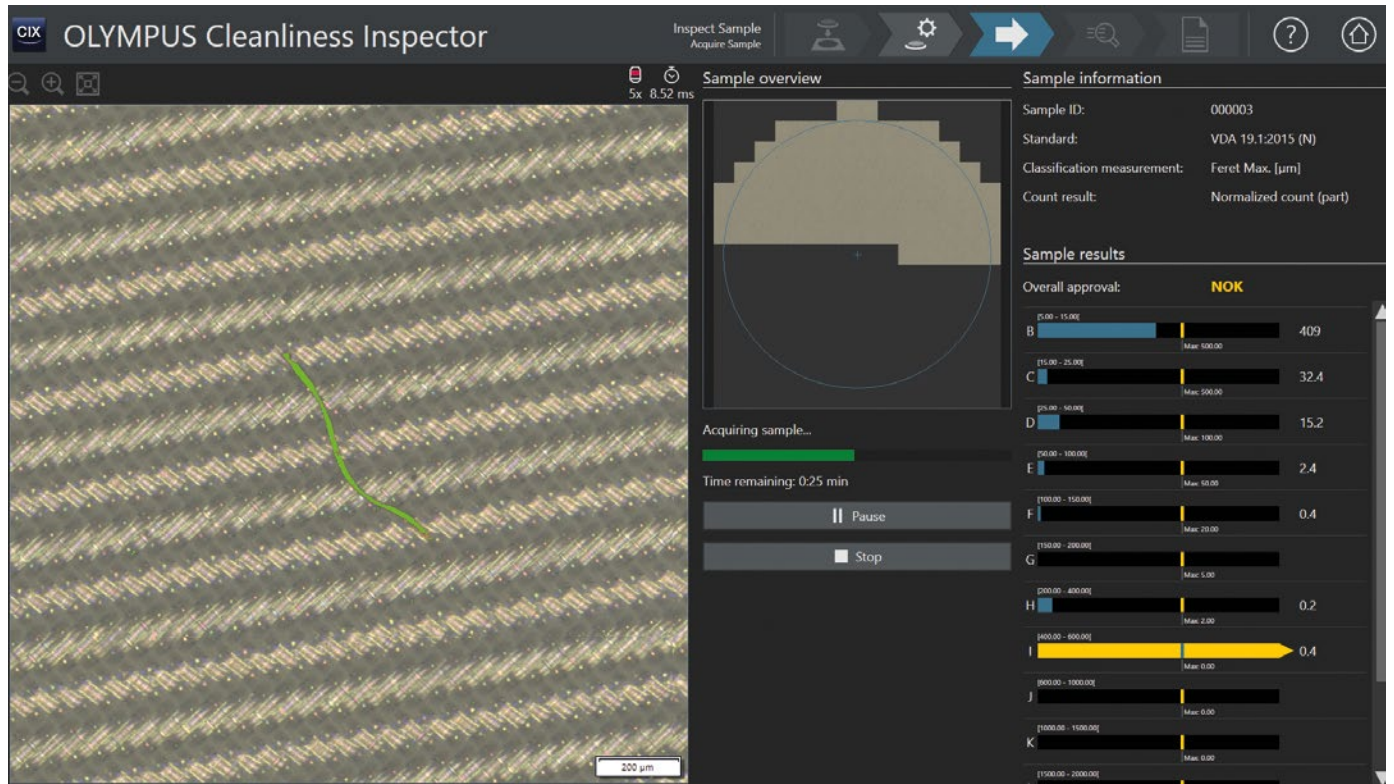 CIX
OLYMPUS Cleanliness Inspector
Inspect Sample
Acquire Sample
?
5x 8.52 ms
200 µm
Sample overview
Acquiring sample...
Time remaining: 0:25 min
Pause
Stop
Sample information
Sample ID: 000003
Standard: VDA 19.1:2015 (N)
Classification measurement: Feret Max. [µm]
Count result: Normalized count (part)
Sample results
Overall approval: NOK
[5.00 - 15.00[
B 409
Max: 500.00
[15.00 - 25.00[
C 32.4
Max: 500.00
[25.00 - 50.00[
D 15.2
Max: 100.00
[50.00 - 100.00[
E 2.4
Max: 50.00
[100.00 - 150.00[
F 0.4
Max: 20.00
[150.00 - 200.00[
G
Max: 5.00
[200.00 - 400.00[
H 0.2
Max: 2.00
[400.00 - 600.00[
I 0.4
Max: 0.00
[600.00 - 1000.00[
J
Max: 0.00
[1000.00 - 1500.00[
K
Max: 0.00
[1500.00 - 2000.00[